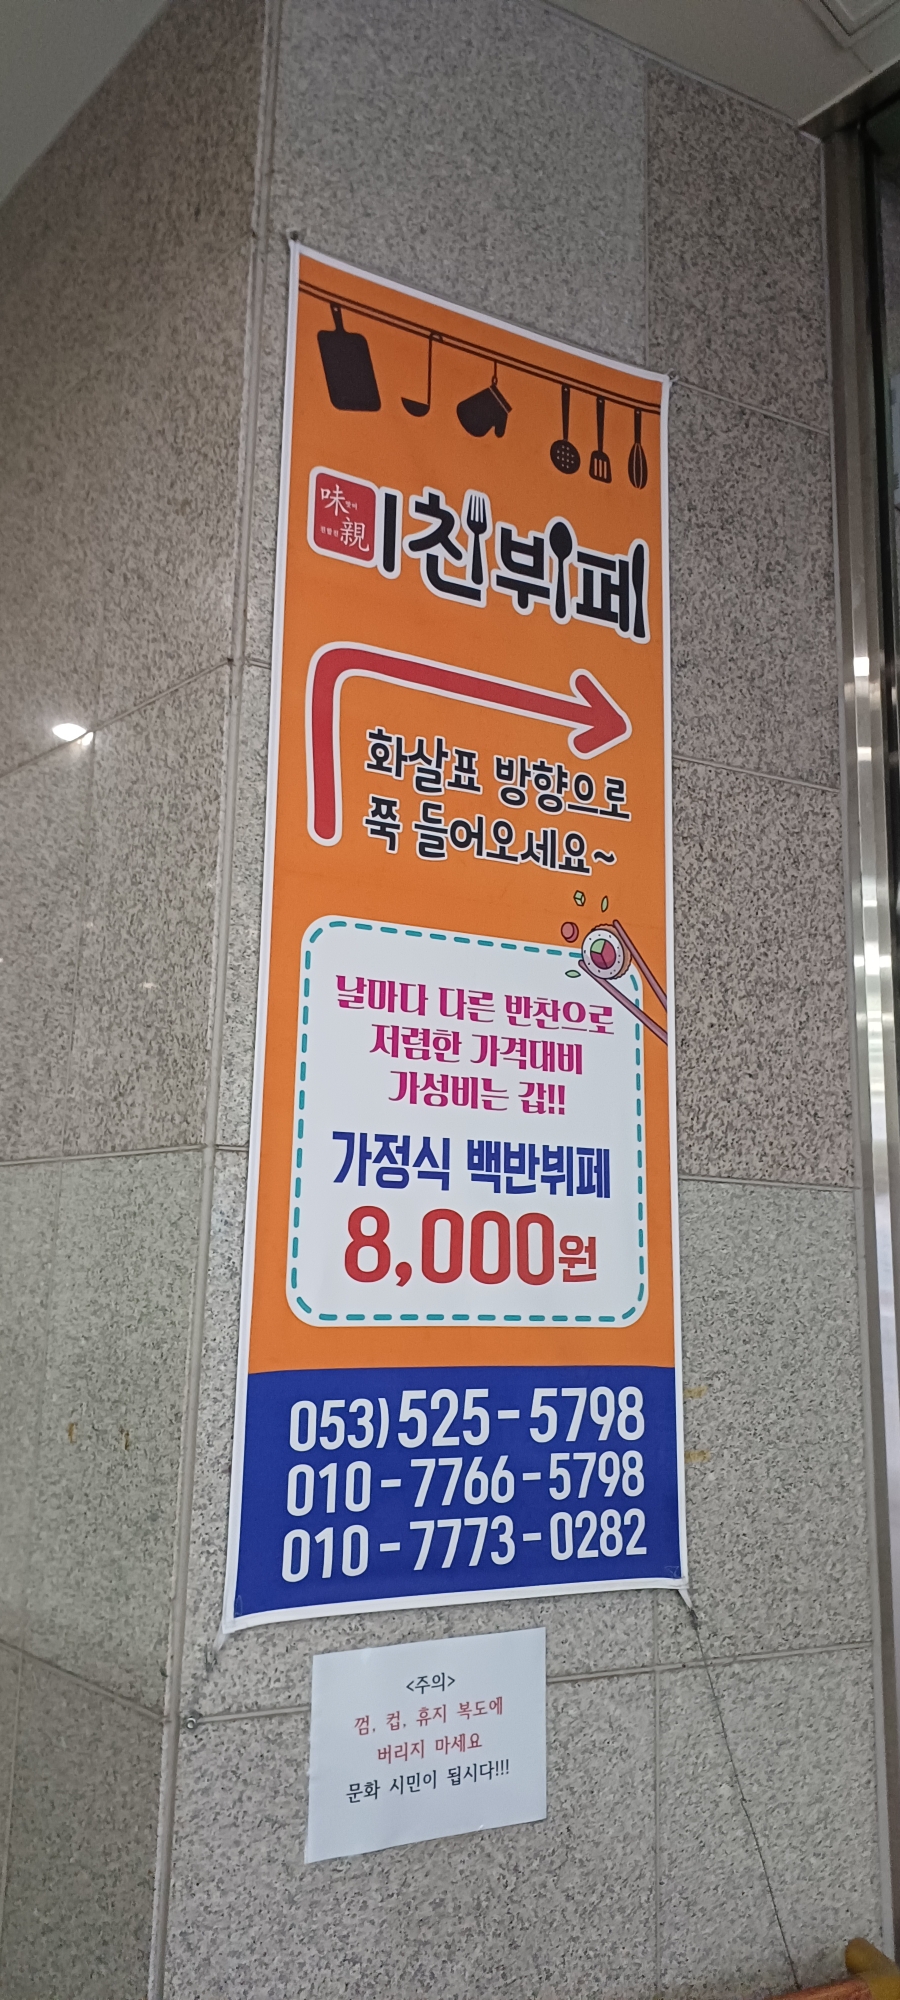 味
親
미친뷔페
화살표 방향으로
쭉 들어오세요~
날마다 다른 반찬으로
저렴한 가격대비
가성비는 갑!!
가정식 백반뷔페
8,000원
053)525-5798
010-7766-5798
010-7773-0282
<주의>
껌, 컵, 휴지 복도에
버리지 마세요
문화 시민이 됩시다!!!